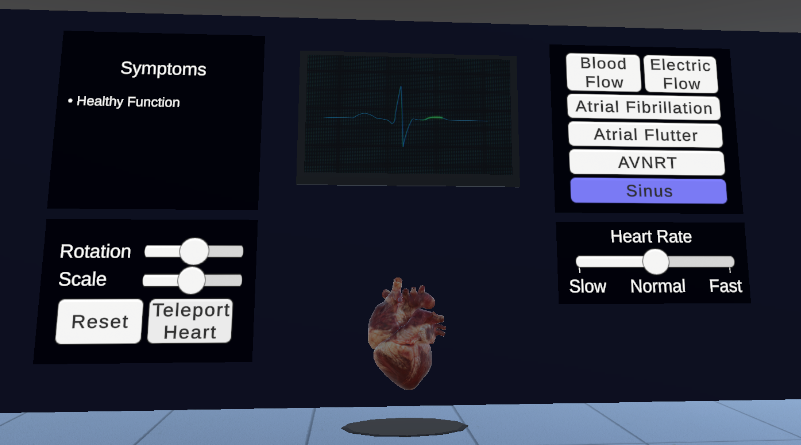 Symptoms
• Healthy Function
Rotation
Scale
Reset
Teleport
Heart
Blood
Flow
Electric
Flow
Atrial Fibrillation
Atrial Flutter
AVNRT
Sinus
Heart Rate
Slow Normal Fast